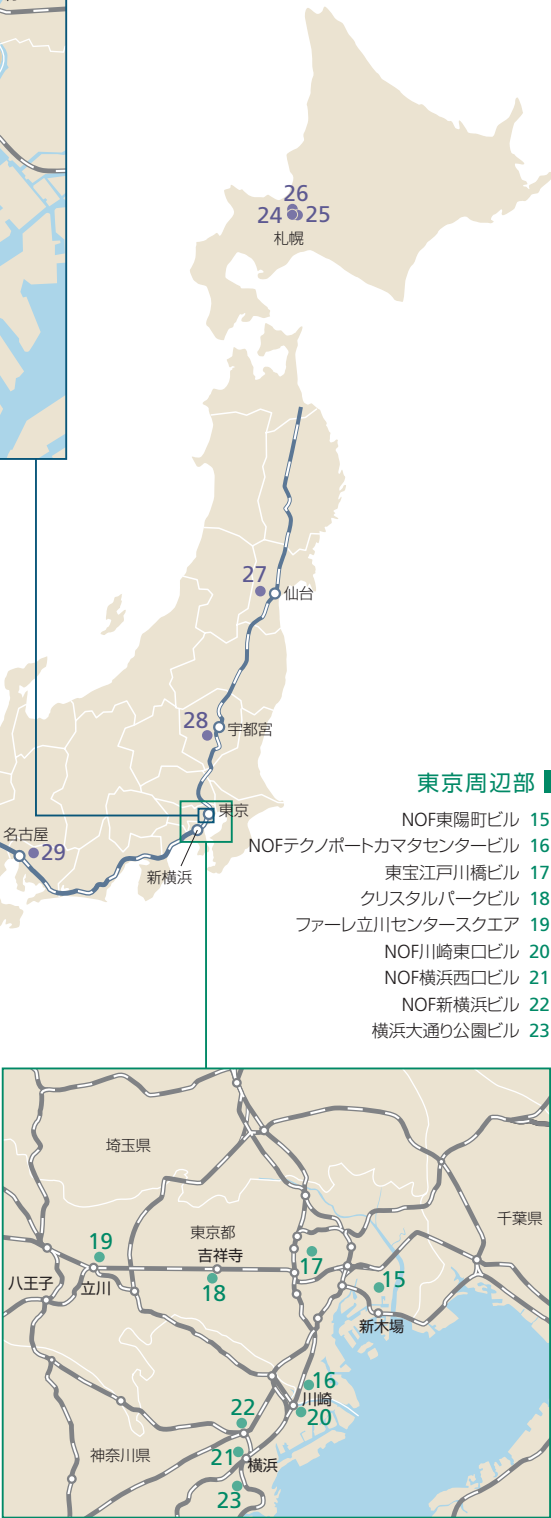 26
24 25
札幌
27
仙台
28
宇都宮
東京
名古屋
29
新横浜
東京周辺部
NOF東陽町ビル 15
NOFテクノポートカマタセンタービル 16
東宝江戸川橋ビル 17
クリスタルパークビル 18
ファーレ立川センタースクエア 19
NOF川崎東口ビル 20
NOF横浜西口ビル 21
NOF新横浜ビル 22
横浜大通り公園ビル 23
埼玉県
千葉県
東京都
19
吉祥寺
17
八王子
立川
18
15
新木場
16
川崎
20
22
神奈川県
21
横浜
23